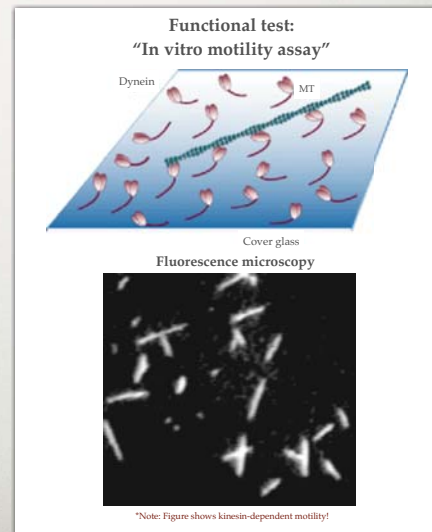 Functional test:
“In vitro motility assay”
Dynein
MT
Cover glass
Fluorescence microscopy
*Note: Figure shows kinesin-dependent motility!